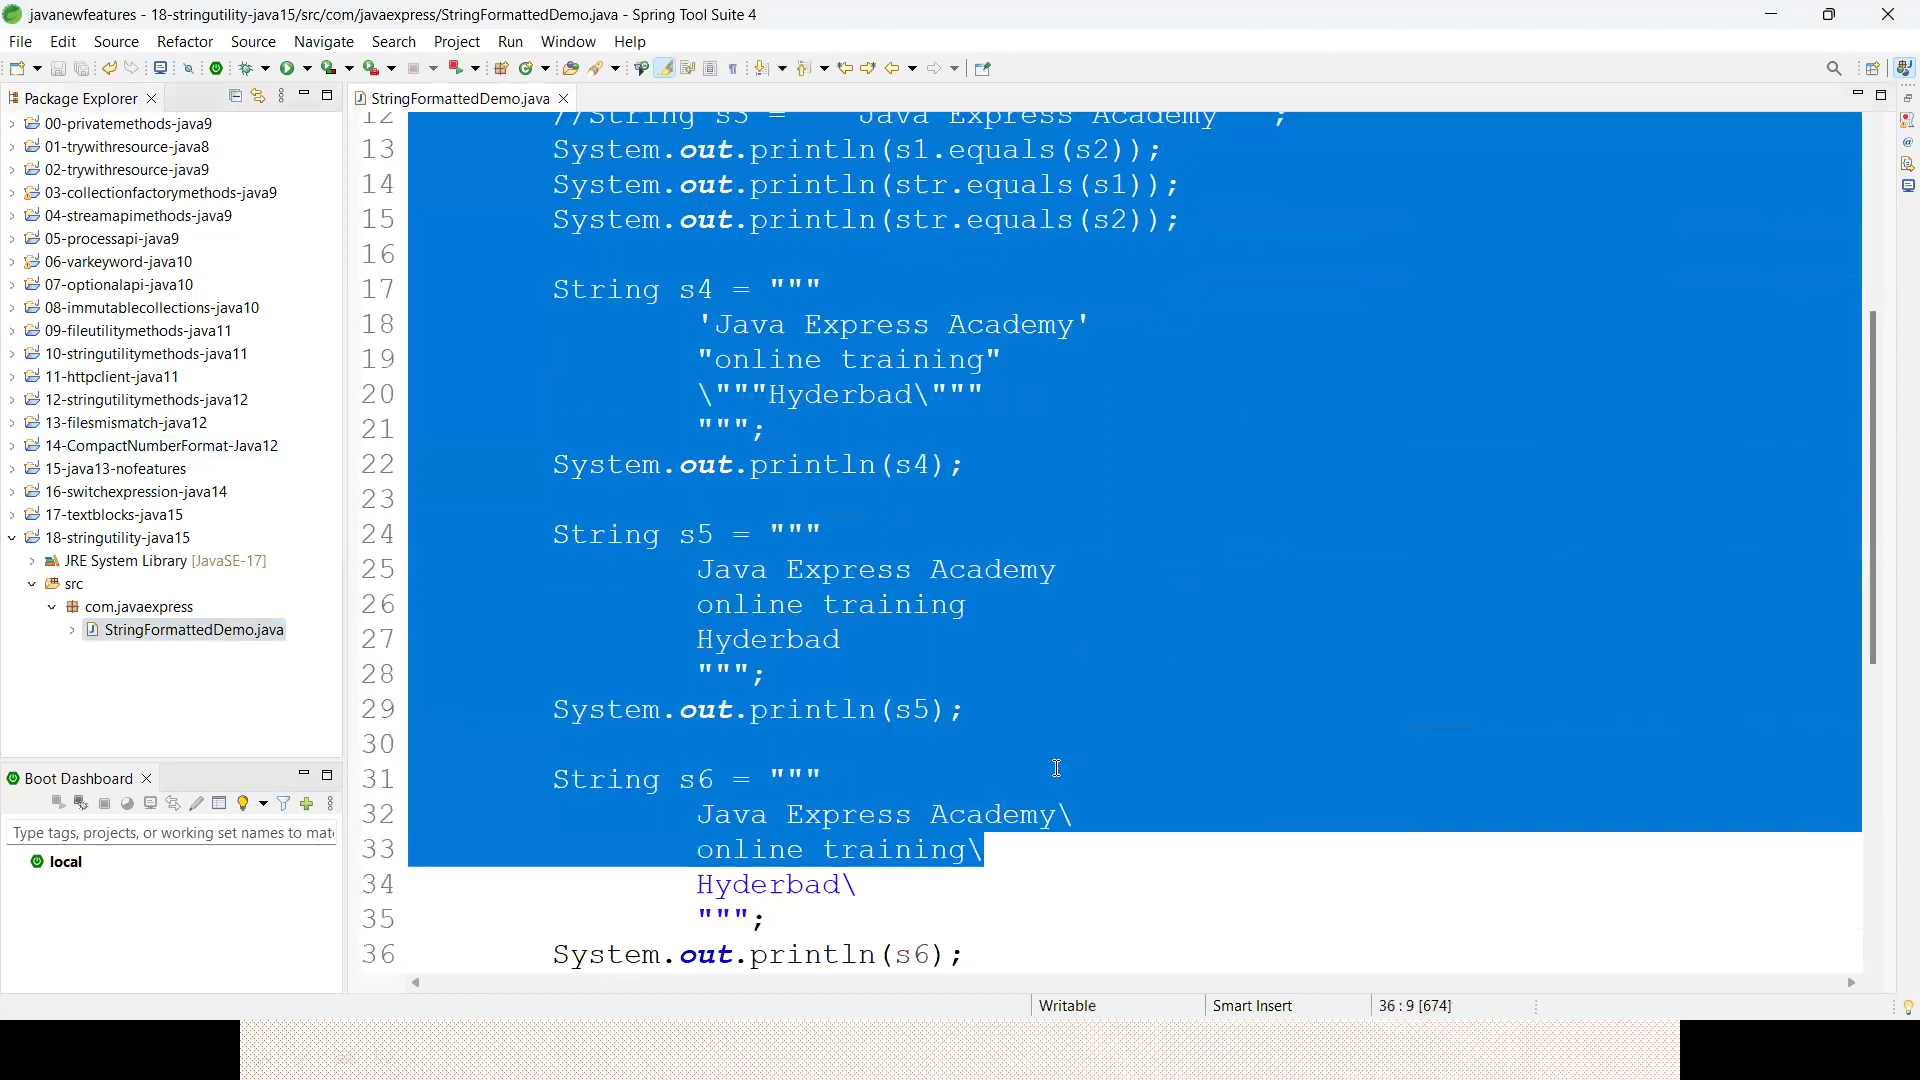 javanewfeatures - 18-stringutility-java15/src/com/javaexpress/StringFormattedDemo.java - Spring Tool Suite 4
File Edit Source Refactor Source Navigate Search Project Run Window Help
Package Explorer
00-privatemethods-java9
01-trywithresource-java8
02-trywithresource-java9
03-collectionfactorymethods-java9
04-streamapimethods-java9
05-processapi-java9
06-varkeyword-java10
07-optionalapi-java10
08-immutablecollections-java10
09-fileutilitymethods-java11
10-stringutilitymethods-java11
11-httpclient-java11
12-stringutilitymethods-java12
13-filesmismatch-java12
14-CompactNumberFormat-Java12
15-java13-nofeatures
16-switchexpression-java14
17-textblocks-java15
18-stringutility-java15
JRE System Library [JavaSE-17]
src
com.javaexpress
StringFormattedDemo.java
Boot Dashboard
Type tags, projects, or working set names to mat
local
StringFormattedDemo.java
12 //String s3 = Java Express Academy ;
13 System.out.println(s1.equals(s2));
14 System.out.println(str.equals(s1));
15 System.out.println(str.equals(s2));
16
17 String s4 = """
18 'Java Express Academy'
19 "online training"
20 \"""Hyderbad\"""
21 """;
22 System.out.println(s4);
23
24 String s5 = """
25 Java Express Academy
26 online training
27 Hyderbad
28 """;
29 System.out.println(s5);
30
31 String s6 = """
32 Java Express Academy\
33 online training\
34 Hyderbad\
35 """;
36 System.out.println(s6);
Writable Smart Insert 36 : 9 [674]